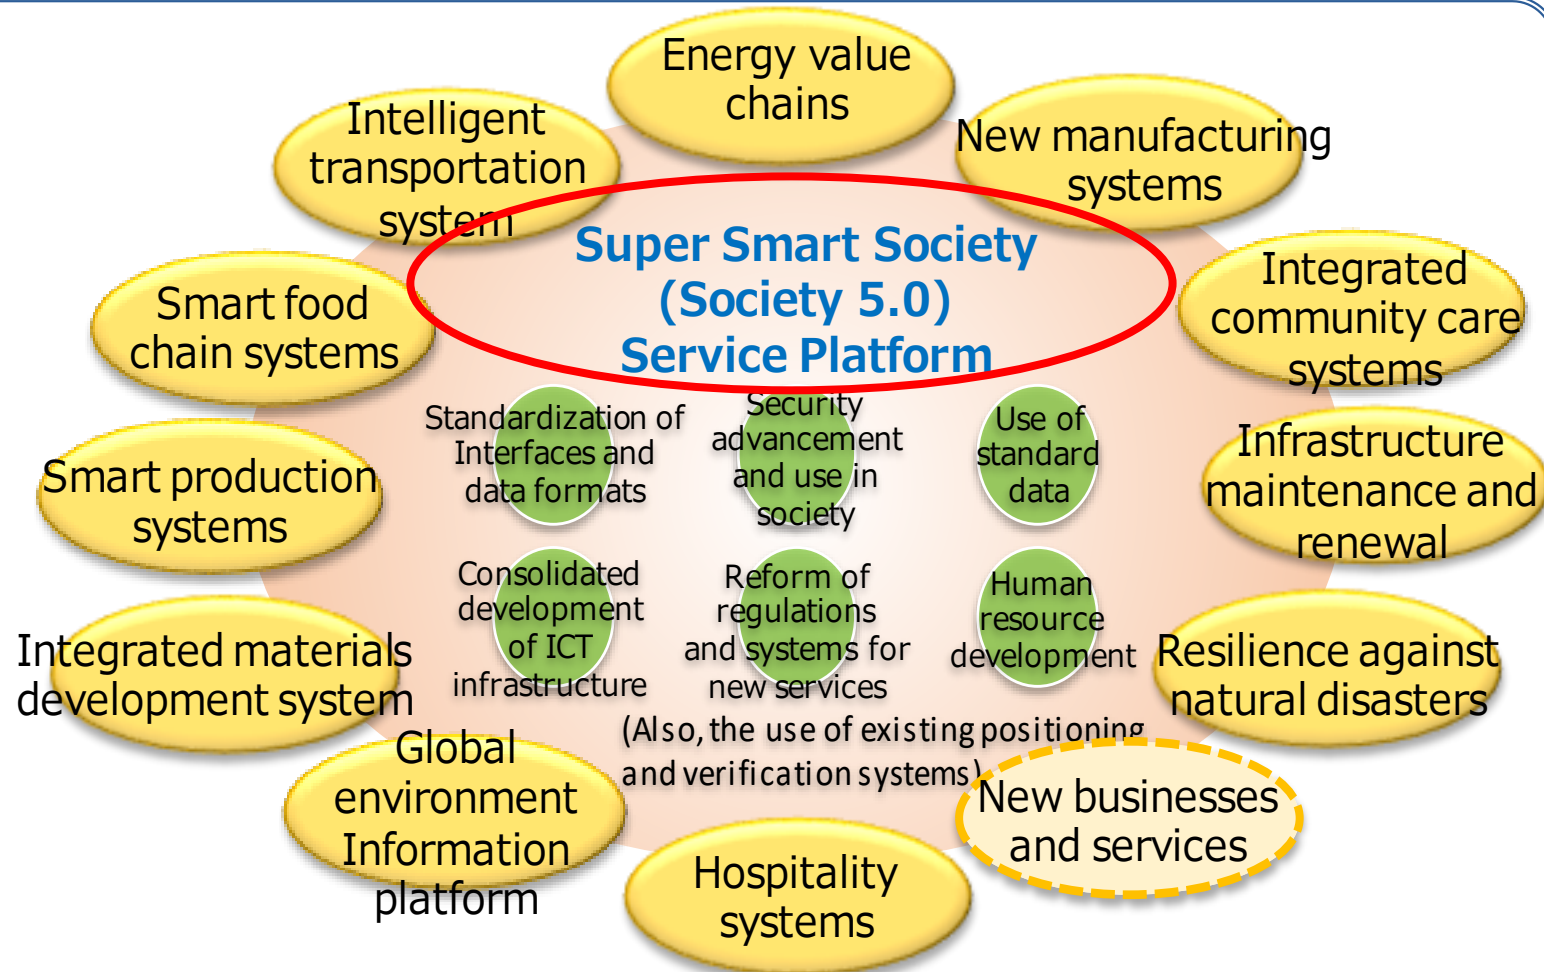 Energy value
chains
Intelligent
transportation
system
New manufacturing
systems
Super Smart Society
(Society 5.0)
Service Platform
Smart food
chain systems
Integrated
community care
systems
Standardization of
Interfaces and
data formats
Security
advancement
and use in
society
Use of
standard
data
Smart production
systems
Infrastructure
maintenance and
renewal
Consolidated
development
of ICT
infrastructure
Reform of
regulations
and systems for
new services
Human
resource
development
Integrated materials
development system
Resilience against
natural disasters
(Also, the use of existing positioning
and verification systems)
Global
environment
Information
platform
New businesses
and services
Hospitality
systems